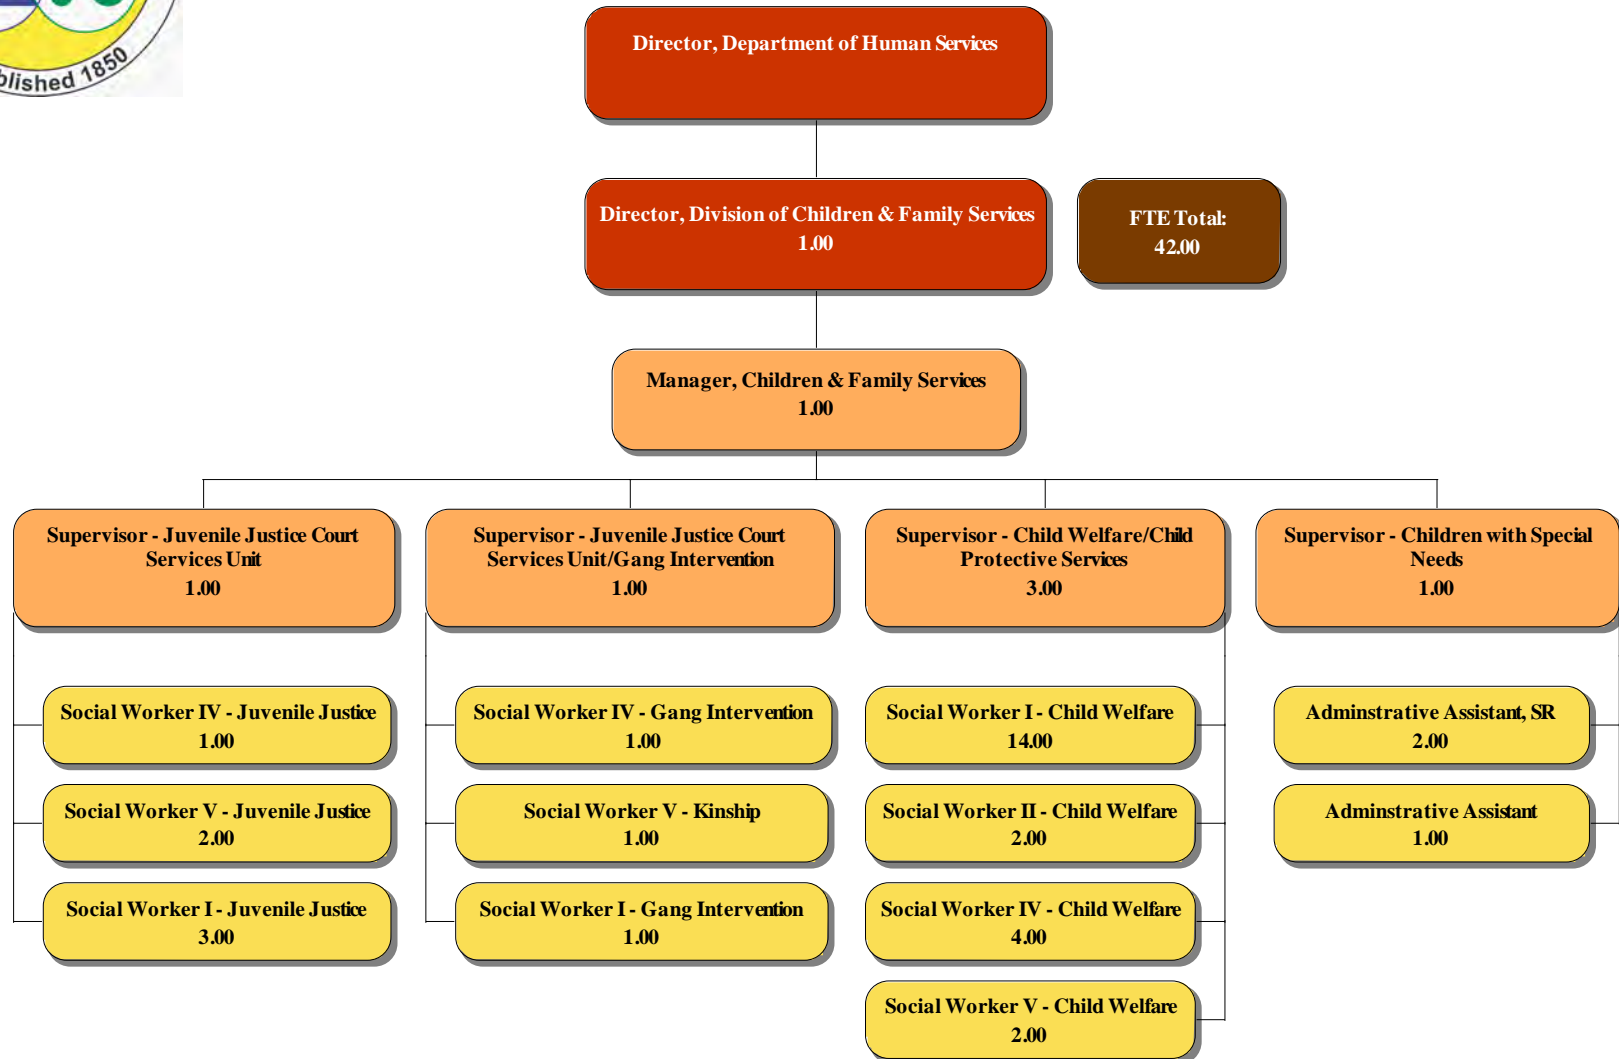 1850
Director, Department of Human Services
Director, Division of Children & Family Services
1.00
FTE Total:
42.00
Manager, Children & Family Services
1.00
Supervisor - Juvenile Justice Court
Services Unit
1.00
Supervisor - Juvenile Justice Court
Services Unit/Gang Intervention
1.00
Supervisor - Child Welfare/Child
Protective Services
3.00
Supervisor - Children with Special
Needs
1.00
Social Worker IV - Juvenile Justice
1.00
Social Worker V - Juvenile Justice
2.00
Social Worker I - Juvenile Justice
3.00
Social Worker IV - Gang Intervention
1.00
Social Worker V - Kinship
1.00
Social Worker I - Gang Intervention
1.00
Social Worker I - Child Welfare
14.00
Social Worker II - Child Welfare
2.00
Social Worker IV - Child Welfare
4.00
Social Worker V - Child Welfare
2.00
Adminstrative Assistant, SR
2.00
Adminstrative Assistant
1.00